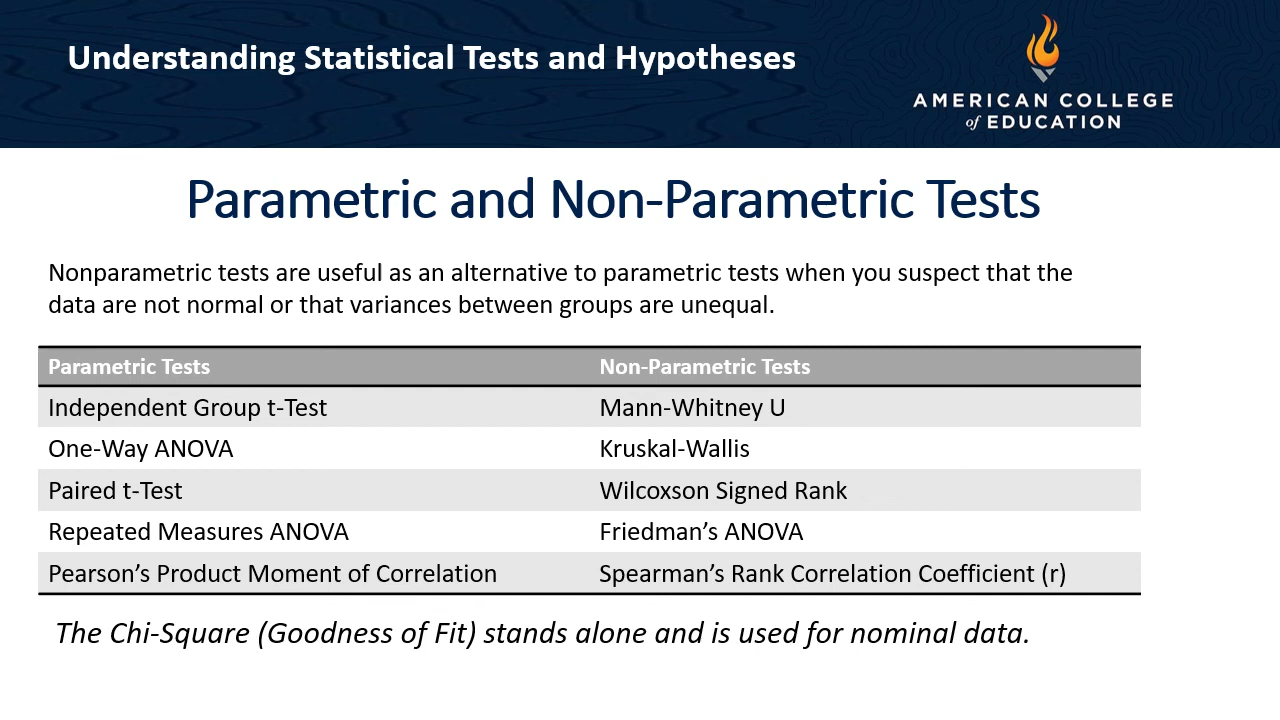 Understanding Statistical Tests and Hypotheses
AMERICAN COLLEGE
of EDUCATION
Parametric and Non-Parametric Tests
Nonparametric tests are useful as an alternative to parametric tests when you suspect that the
data are not normal or that variances between groups are unequal.
Parametric Tests Non-Parametric Tests
Independent Group t-Test Mann-Whitney U
One-Way ANOVA Kruskal-Wallis
Paired t-Test Wilcoxson Signed Rank
Repeated Measures ANOVA Friedman’s ANOVA
Pearson’s Product Moment of Correlation Spearman’s Rank Correlation Coefficient (r)
The Chi-Square (Goodness of Fit) stands alone and is used for nominal data.